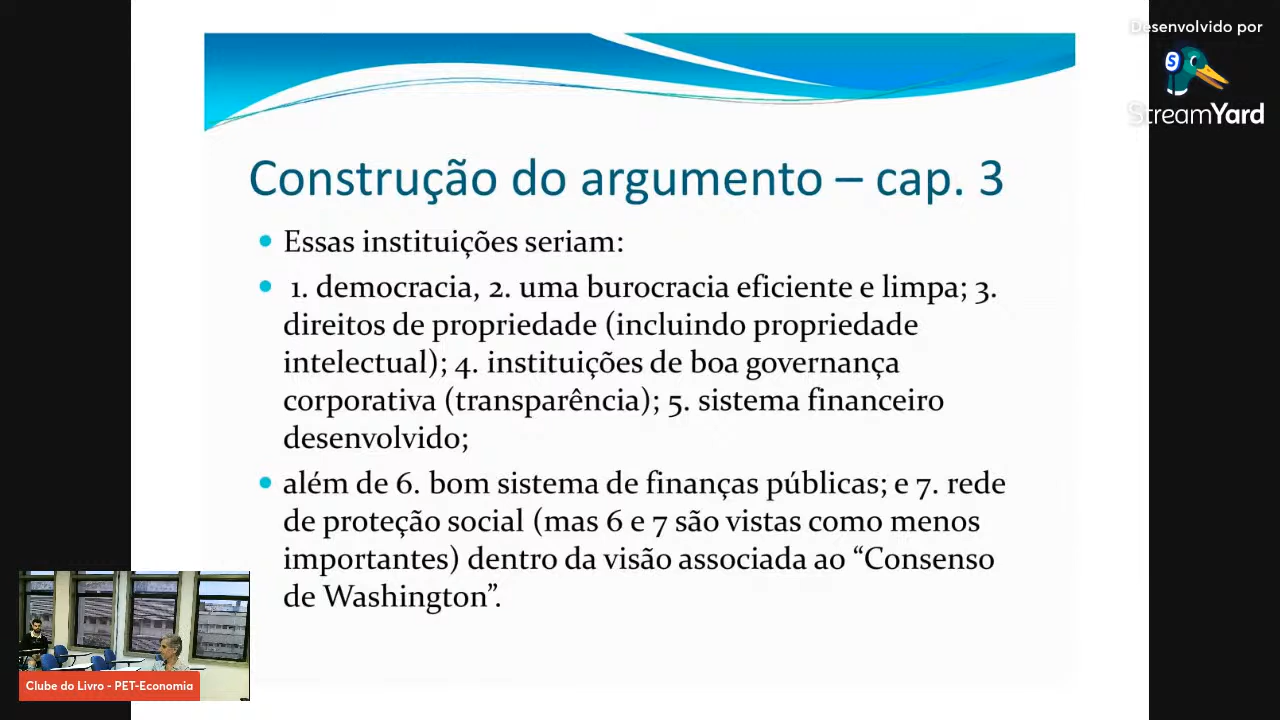 Desenvolvido por
StreamYard
Construção do argumento – cap. 3
Essas instituições seriam:
1. democracia, 2. uma burocracia eficiente e limpa; 3.
direitos de propriedade (incluindo propriedade
intelectual); 4. instituições de boa governança
corporativa (transparência); 5. sistema financeiro
desenvolvido;
além de 6. bom sistema de finanças públicas; e 7. rede
de proteção social (mas 6 e 7 são vistas como menos
importantes) dentro da visão associada ao “Consenso
de Washington”.
Clube do Livro - PET-Economia